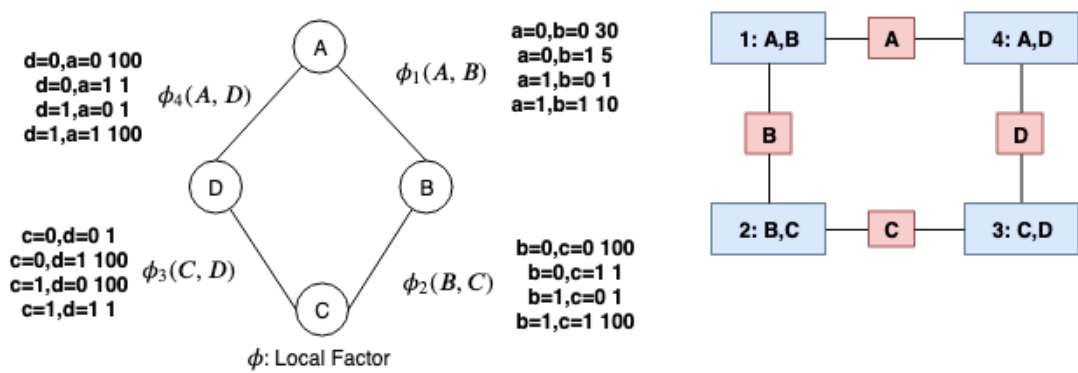 A
d=0,a=0 100
d=0,a=1 1
d=1,a=0 1
d=1,a=1 100
ϕ₄(A, D)
ϕ₁(A, B)
a=0,b=0 30
a=0,b=1 5
a=1,b=0 1
a=1,b=1 10
D
B
c=0,d=0 1
c=0,d=1 100
c=1,d=0 100
c=1,d=1 1
ϕ₃(C, D)
ϕ₂(B, C)
b=0,c=0 100
b=0,c=1 1
b=1,c=0 1
b=1,c=1 100
C
ϕ: Local Factor
1: A,B
A
4: A,D
B
D
2: B,C
C
3: C,D